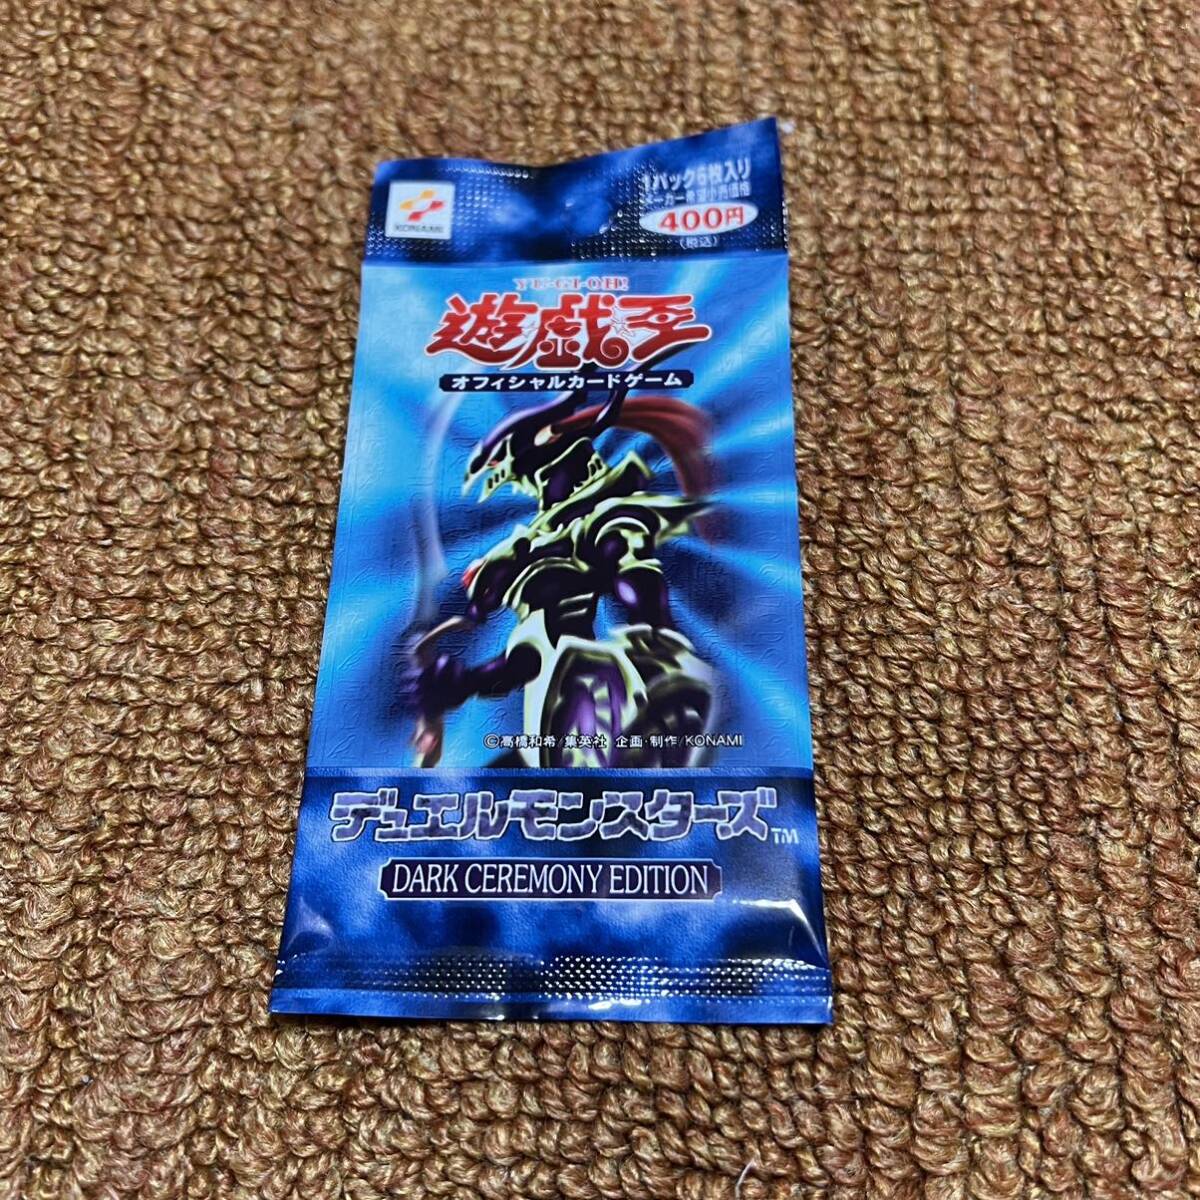 KONAMI
1パック6枚入り
メーカー希望小売価格
400円
(税込)
YU-GI-OH!
遊☆戯☆王
オフィシャルカードゲーム
©高橋和希/集英社 企画・制作/KONAMI
デュエルモンスターズ™
DARK CEREMONY EDITION